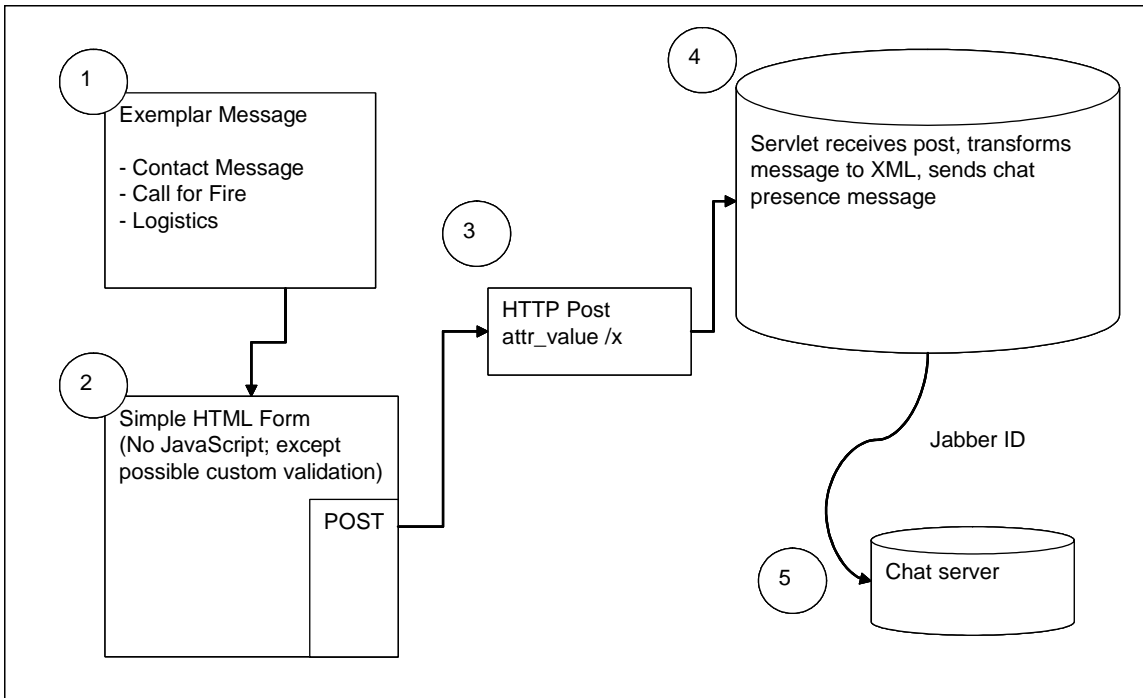 1
Exemplar Message
- Contact Message
- Call for Fire
- Logistics
2
Simple HTML Form
(No JavaScript; except
possible custom validation)
POST
3
HTTP Post
attr_value /x
4
Servlet receives post, transforms
message to XML, sends chat
presence message
Jabber ID
5
Chat server